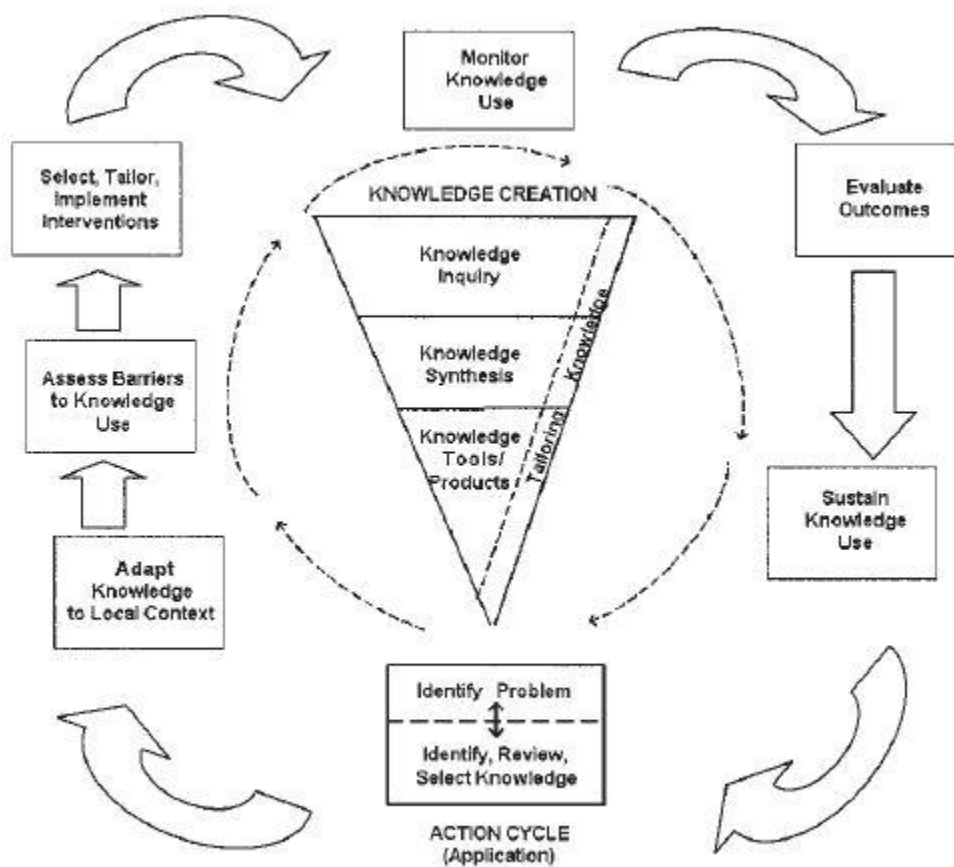 Monitor
Knowledge
Use
Select, Tailor,
Implement
Interventions
Evaluate
Outcomes
KNOWLEDGE CREATION
Knowledge
Inquiry
Knowledge
Synthesis
Knowledge
Tools/
Products
Tailoring Knowledge
Assess Barriers
to Knowledge
Use
Sustain
Knowledge
Use
Adapt
Knowledge
to Local Context
Identify Problem
Identify, Review,
Select Knowledge
ACTION CYCLE
(Application)